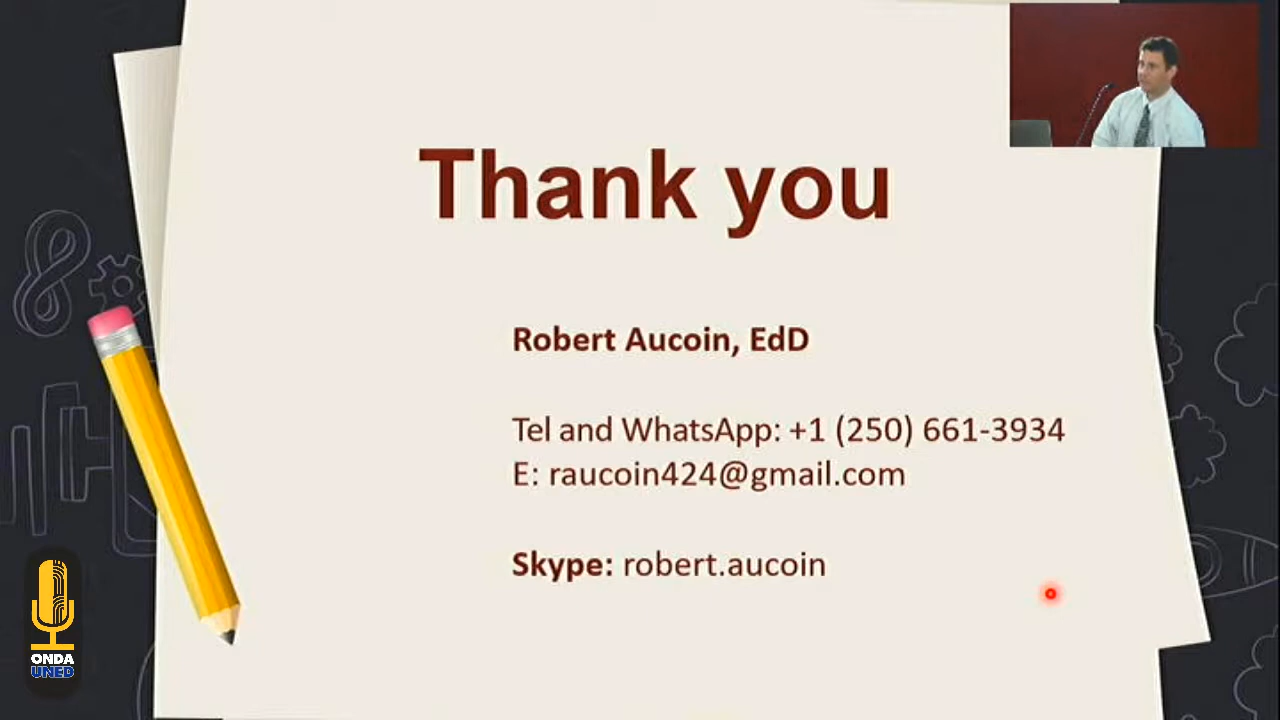 Thank you
Robert Aucoin, EdD
Tel and WhatsApp: +1 (250) 661-3934
E: raucoin424@gmail.com
Skype: robert.aucoin
ONDA
UNED